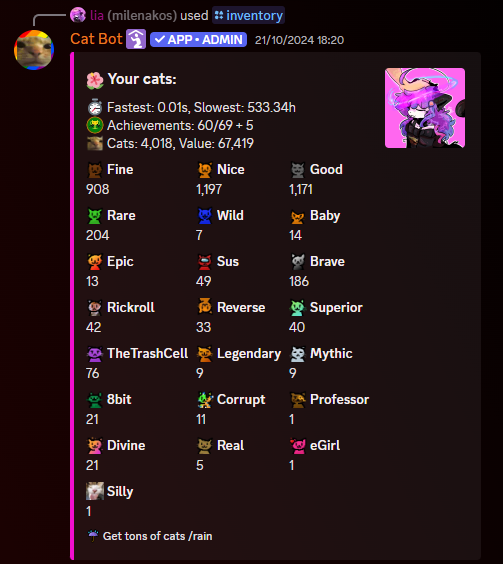 lia (milenakos) used inventory
Cat Bot ✓ APP • ADMIN 21/10/2024 18:20
Your cats:
Fastest: 0.01s, Slowest: 533.34h
Achievements: 60/69 + 5
Cats: 4,018, Value: 67,419
Fine Nice Good
908 1,197 1,171
Rare Wild Baby
204 7 14
Epic Sus Brave
13 49 186
Rickroll Reverse Superior
42 33 40
TheTrashCell Legendary Mythic
76 9 9
8bit Corrupt Professor
21 11 1
Divine Real eGirl
21 5 1
Silly
1
Get tons of cats /rain